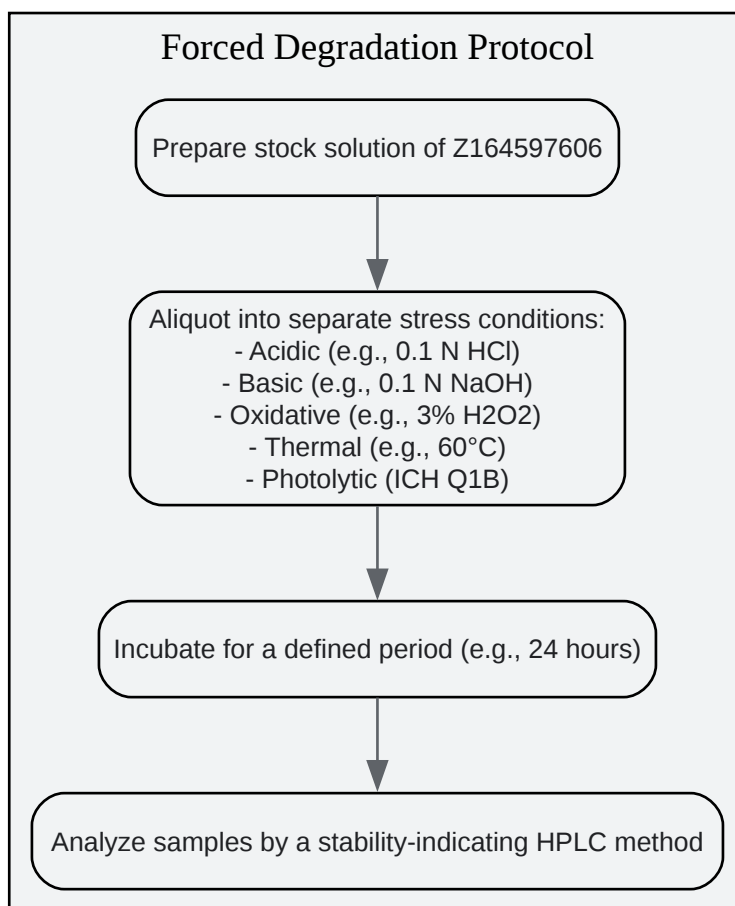 Forced Degradation Protocol
Prepare stock solution of Z164597606
Aliquot into separate stress conditions:
- Acidic (e.g., 0.1 N HCl)
- Basic (e.g., 0.1 N NaOH)
- Oxidative (e.g., 3% H2O2)
- Thermal (e.g., 60°C)
- Photolytic (ICH Q1B)
Incubate for a defined period (e.g., 24 hours)
Analyze samples by a stability-indicating HPLC method